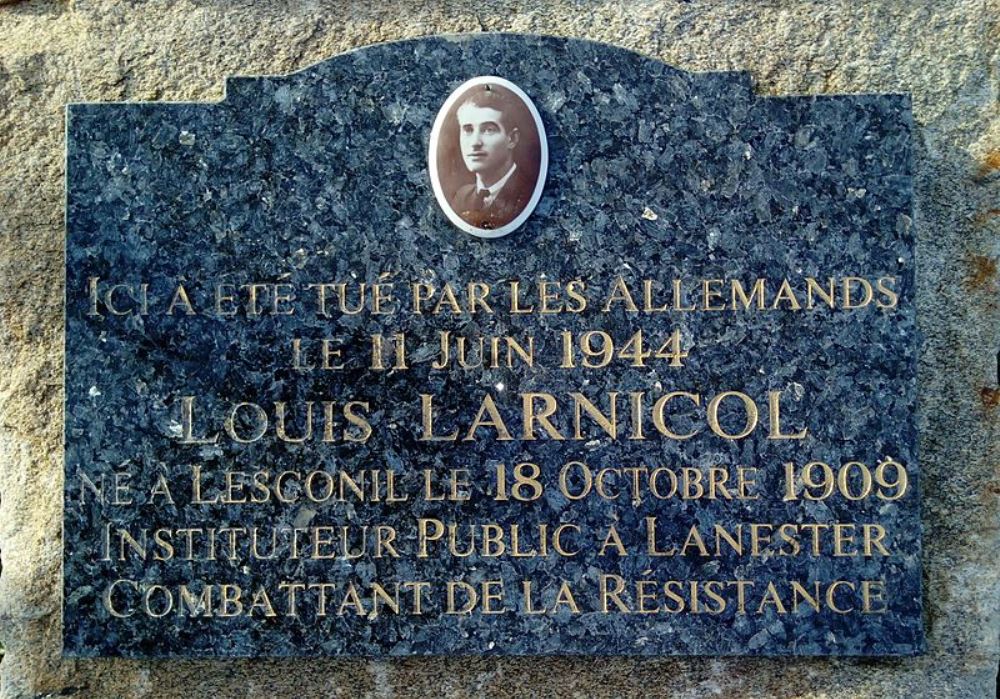 ICI A ÉTÉ TUÉ PAR LES ALLEMANDS
LE 11 JUIN 1944
LOUIS LARNICOL
NÉ À LESCONIL LE 18 OCTOBRE 1909
INSTITUTEUR PUBLIC À LANESTER
COMBATTANT DE LA RÉSISTANCE